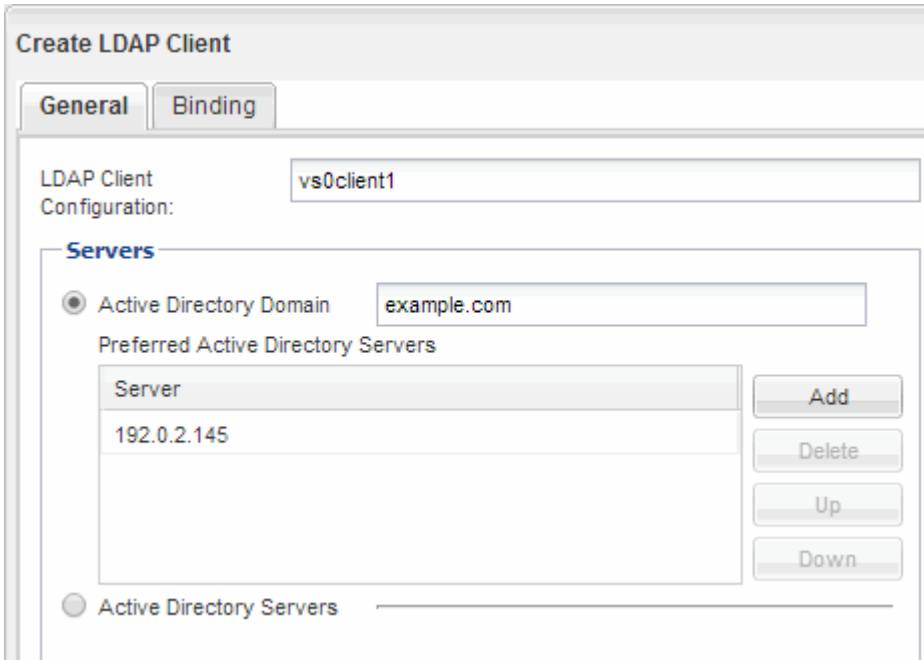 Create LDAP Client
General Binding
LDAP Client
Configuration:
vs0client1
Servers
Active Directory Domain example.com
Preferred Active Directory Servers
Server
192.0.2.145
Add
Delete
Up
Down
Active Directory Servers